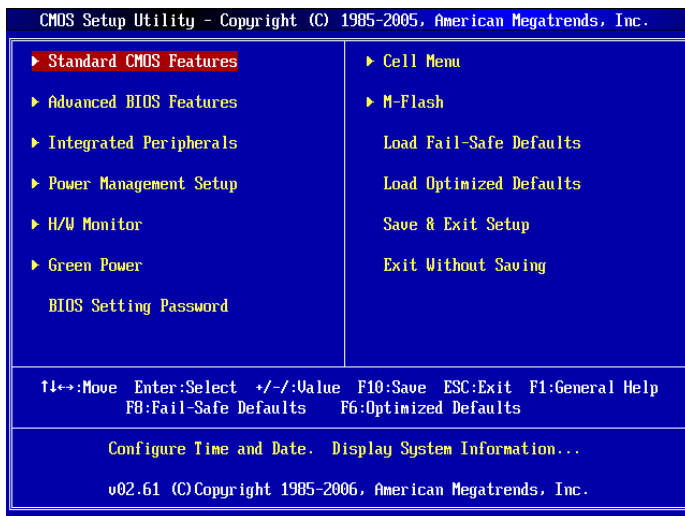 CMOS Setup Utility - Copyright (C) 1985-2005, American Megatrends, Inc.
▶ Standard CMOS Features
▶ Advanced BIOS Features
▶ Integrated Peripherals
▶ Power Management Setup
▶ H/W Monitor
▶ Green Power
BIOS Setting Password
▶ Cell Menu
▶ M-Flash
Load Fail-Safe Defaults
Load Optimized Defaults
Save & Exit Setup
Exit Without Saving
↑↓←→:Move Enter:Select +/-/:Value F10:Save ESC:Exit F1:General Help
F8:Fail-Safe Defaults F6:Optimized Defaults
Configure Time and Date. Display System Information...
v02.61 (C)Copyright 1985-2006, American Megatrends, Inc.